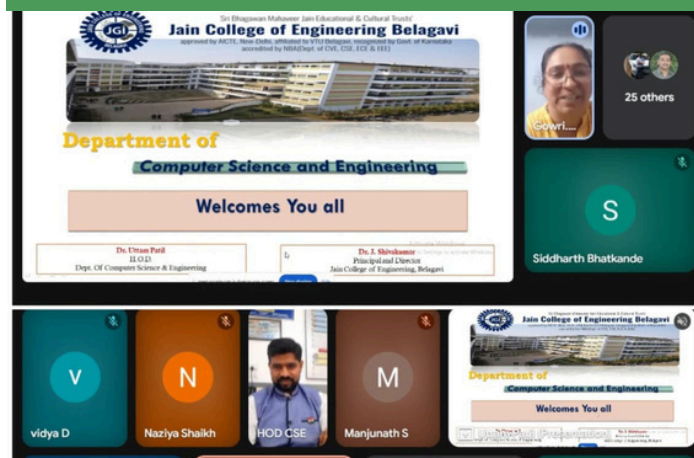 Sri Bhagawan Mahaveer Jain Educational & Cultural Trusts'
JGI
Jain College of Engineering Belagavi
approved by AICTE, New Delhi, affiliated to VTU Belagavi, recognized by Govt. of Karnataka
accredited by NBA(Dept. of CVE, CSE, ECE & EEE)
Department of
Computer Science and Engineering
Welcomes You all
Dr. Uttam Patil
H.O.D.
Dept. Of Computer Science & Engineering
Dr. J. Shivakumar
Principal and Director
Jain College of Engineering, Belagavi
Gowri....
25 others
S
Siddharth Bhatkande
V
vidya D
N
Naziya Shaikh
HOD CSE
M
Manjunath S
Jain College of Engineering Belagavi
Department of
Computer Science and Engineering
Welcomes You all